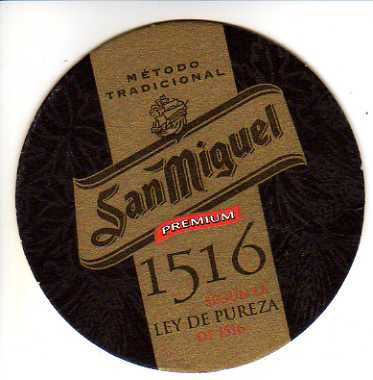 MÉTODO
TRADICIONAL
San Miguel
PREMIUM
1516
SEGÚN LA
LEY DE PUREZA
DE 1516